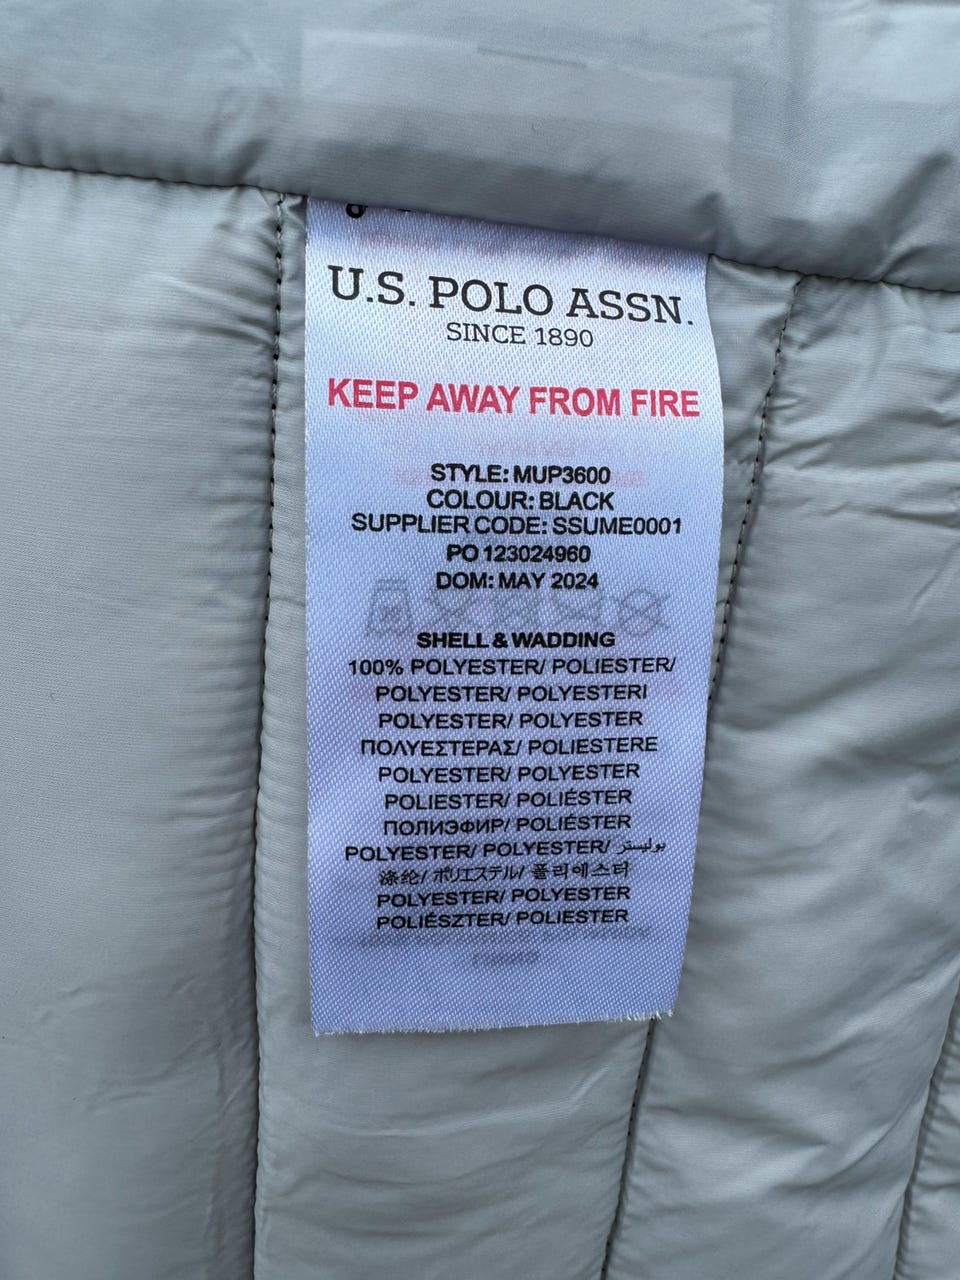 U.S. POLO ASSN.
SINCE 1890
KEEP AWAY FROM FIRE
STYLE: MUP3600
COLOUR: BLACK
SUPPLIER CODE: SSUME0001
PO 123024960
DOM: MAY 2024
SHELL & WADDING
100% POLYESTER/ POLIESTER/
POLYESTER/ POLYESTERI
POLYESTER/ POLYESTER
ΠΟΛΥΕΣΤΕΡΑΣ/ POLIESTERE
POLYESTER/ POLYESTER
POLIESTER/ POLIÉSTER
ПОЛИЭФИР/ POLIÉSTER
POLYESTER/ POLYESTER/ بوليستر
涤纶/ ポリエステル/ 폴리에스터
POLYESTER/ POLYESTER
POLIÉSZTER/ POLIESTER